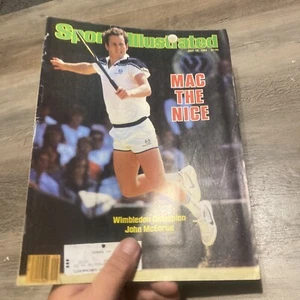 Sports Illustrated
MAC
THE
NICE
Wimbledon Champion
John McEnroe